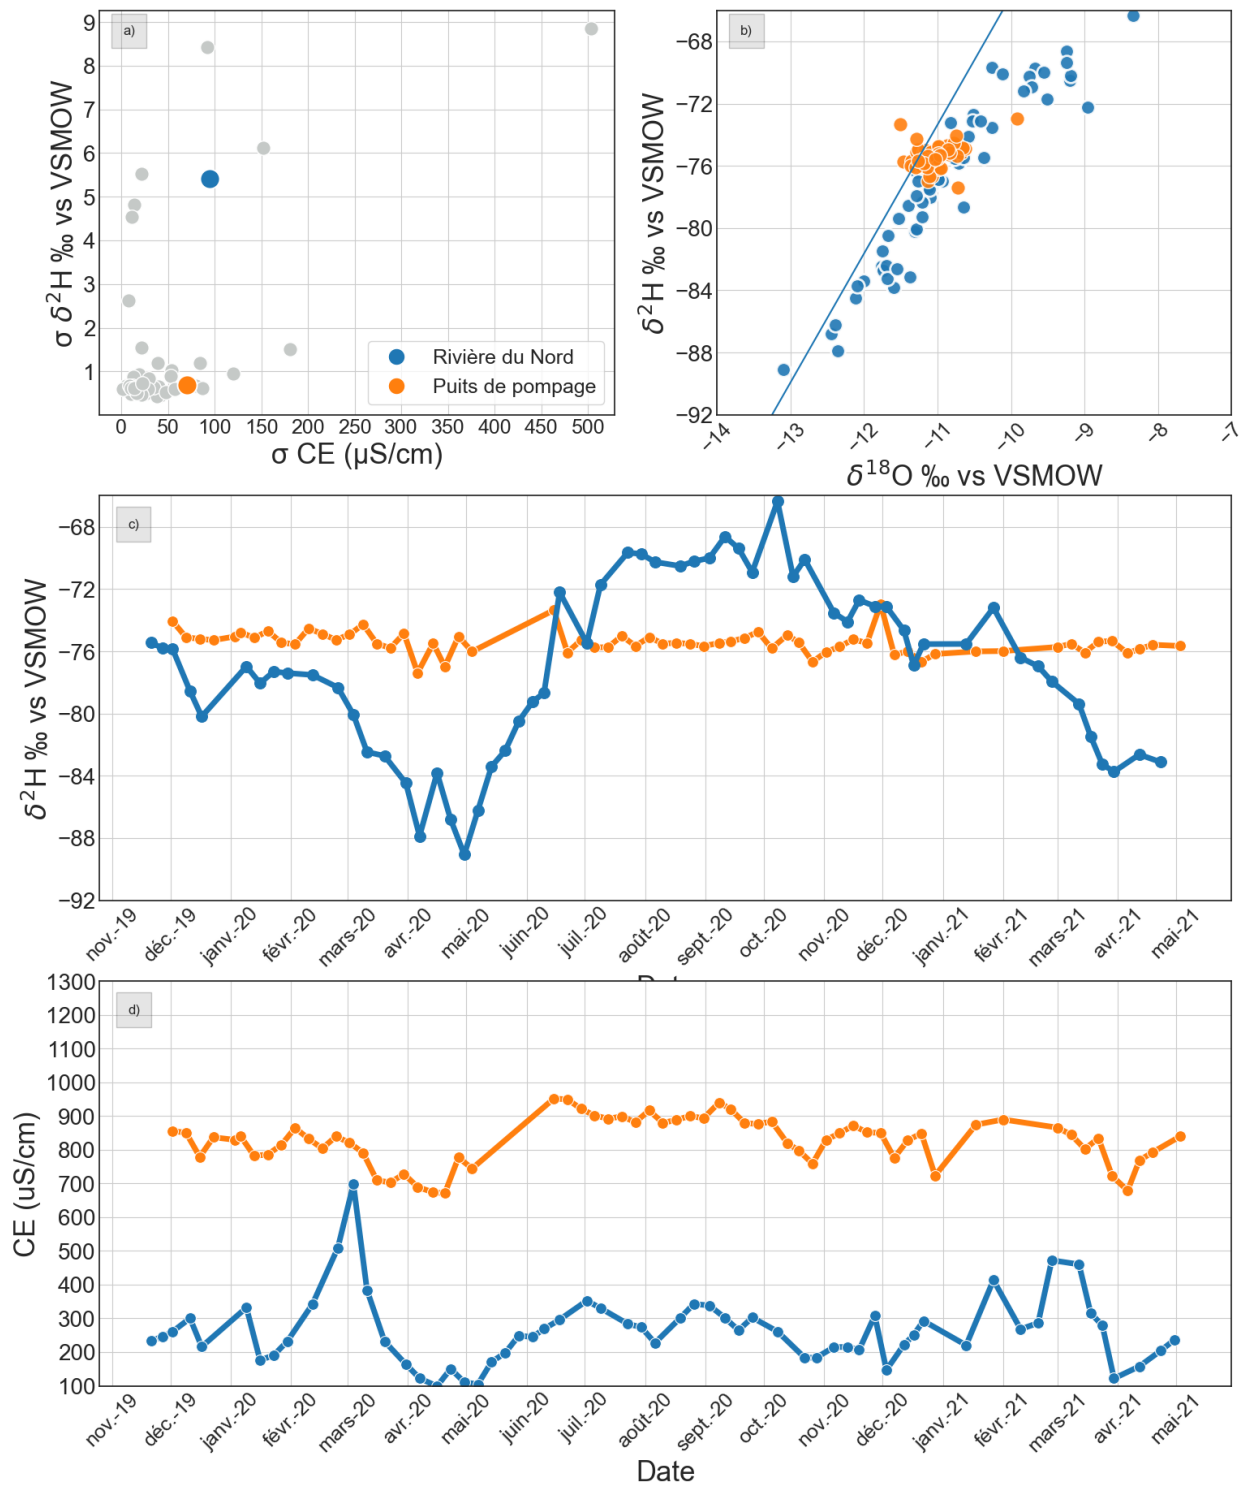 a)
9
8
7
6
5
4
3
2
1
σ δ²H ‰ vs VSMOW
Rivière du Nord
Puits de pompage
0 50 100 150 200 250 300 350 400 450 500
σ CE (µS/cm)
b)
−68
−72
−76
−80
−84
−88
−92
δ²H ‰ vs VSMOW
−14 −13 −12 −11 −10 −9 −8 −7
δ¹⁸O ‰ vs VSMOW
c)
−68
−72
−76
−80
−84
−88
−92
δ²H ‰ vs VSMOW
nov.-19 déc.-19 janv.-20 févr.-20 mars-20 avr.-20 mai-20 juin-20 juil.-20 août-20 sept.-20 oct.-20 nov.-20 déc.-20 janv.-21 févr.-21 mars-21 avr.-21 mai-21
d)
1300
1200
1100
1000
900
800
700
600
500
400
300
200
100
CE (uS/cm)
nov.-19 déc.-19 janv.-20 févr.-20 mars-20 avr.-20 mai-20 juin-20 juil.-20 août-20 sept.-20 oct.-20 nov.-20 déc.-20 janv.-21 févr.-21 mars-21 avr.-21 mai-21
Date